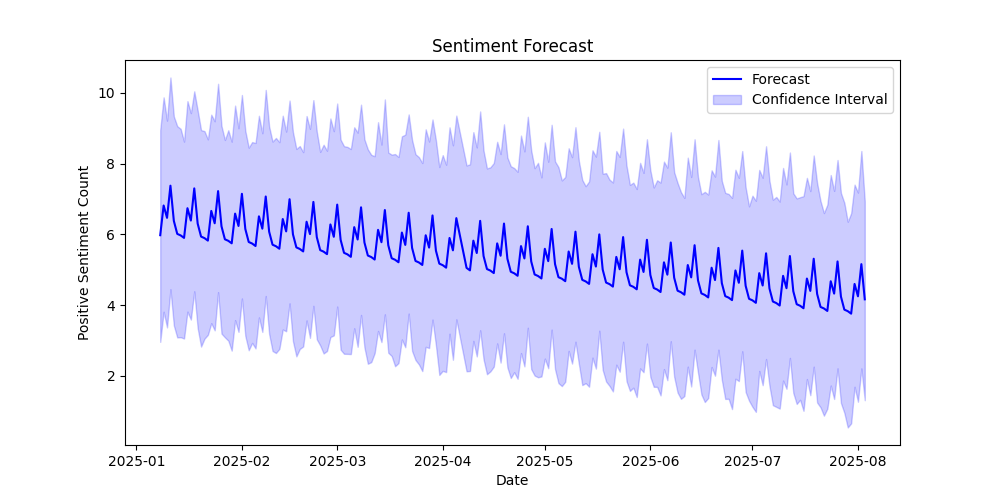 Sentiment Forecast
Forecast
Confidence Interval
Positive Sentiment Count
10
8
6
4
2
2025-01
2025-02
2025-03
2025-04
2025-05
2025-06
2025-07
2025-08
Date